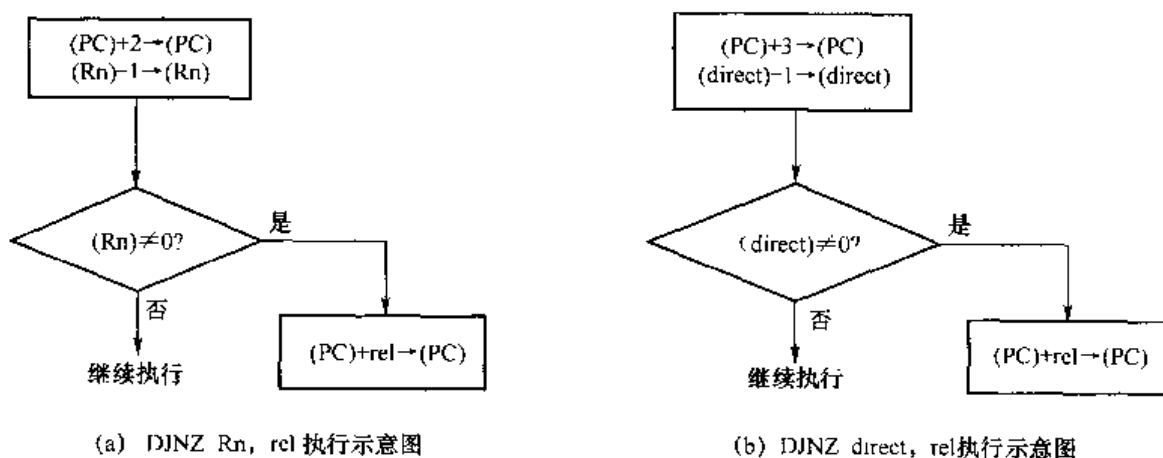 (PC)+2→(PC)
(Rn)-1→(Rn)
(Rn)≠0?
是
否
(PC)+rel→(PC)
继续执行
(a) DJNZ Rn, rel 执行示意图
(PC)+3→(PC)
(direct)-1→(direct)
(direct)≠0?
是
否
(PC)+rel→(PC)
继续执行
(b) DJNZ direct, rel执行示意图